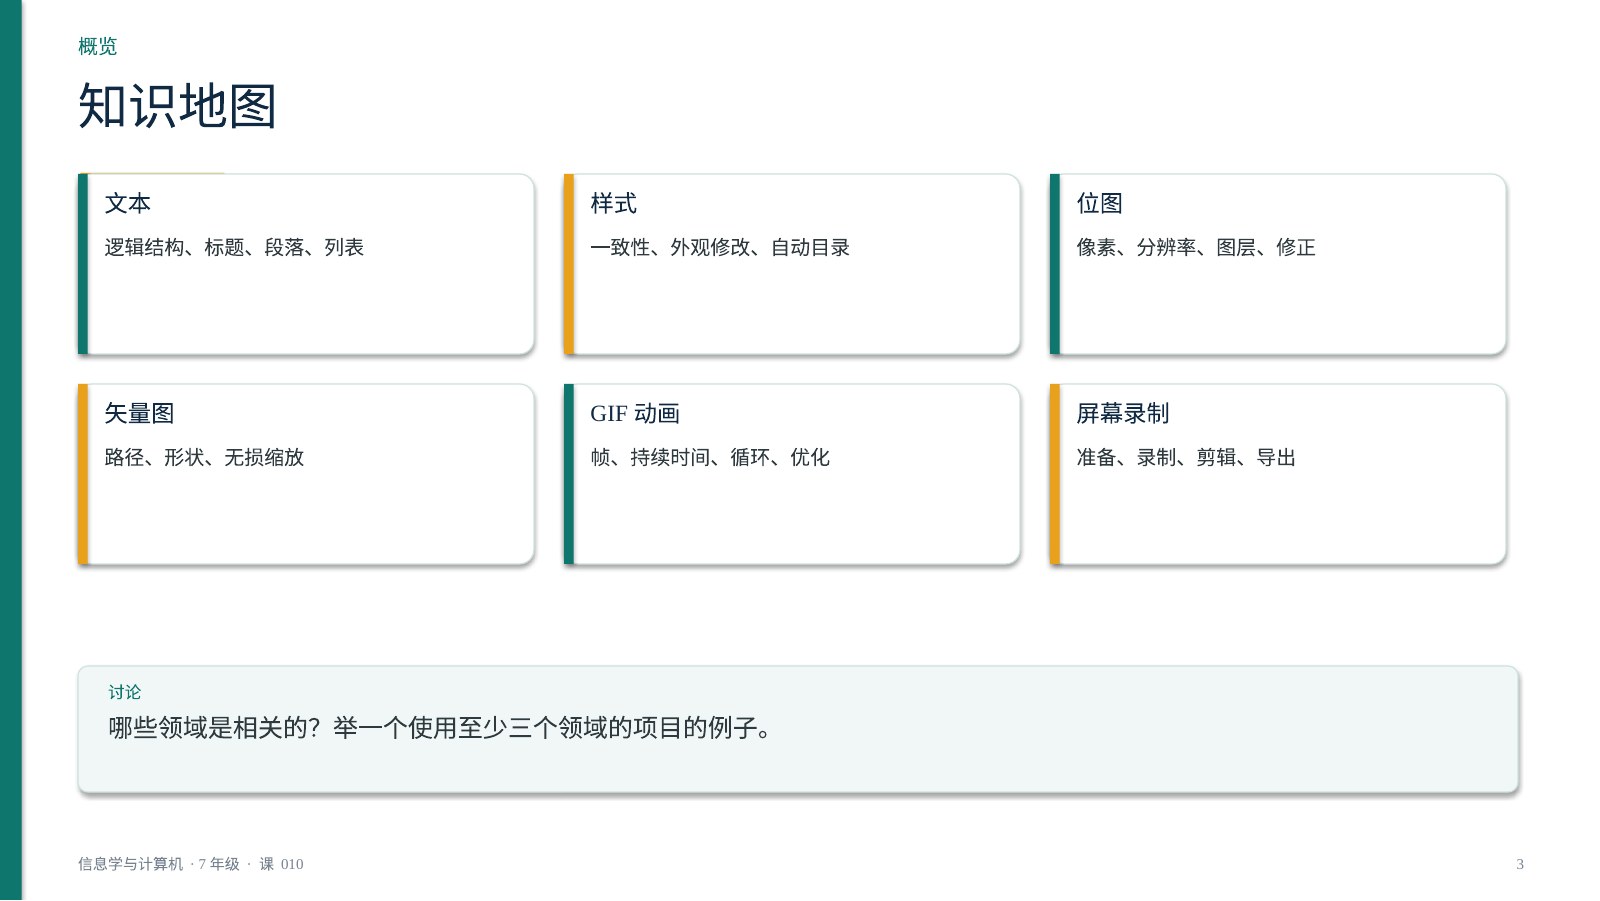 概览
知识地图
文本
逻辑结构、标题、段落、列表
样式
一致性、外观修改、自动目录
位图
像素、分辨率、图层、修正
矢量图
路径、形状、无损缩放
GIF 动画
帧、持续时间、循环、优化
屏幕录制
准备、录制、剪辑、导出
讨论
哪些领域是相关的？举一个使用至少三个领域的项目的例子。
信息学与计算机 · 7 年级 · 课 010
3